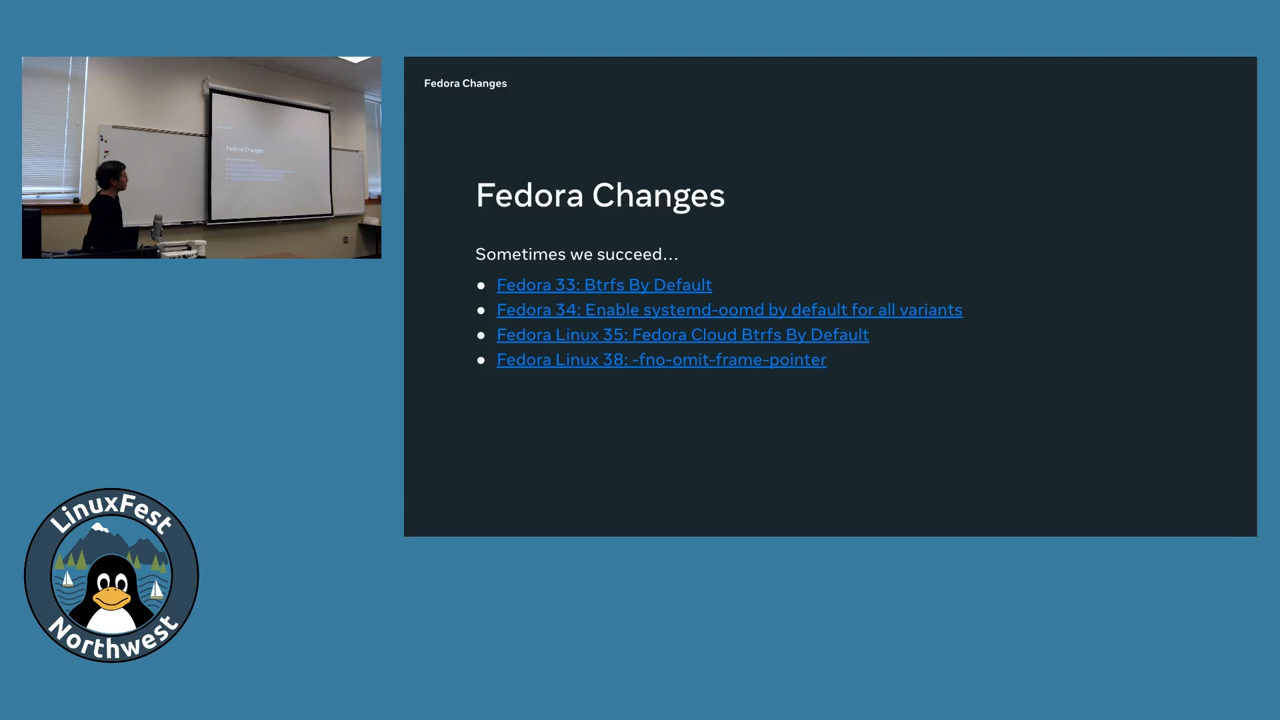 Fedora Changes
Fedora Changes
Sometimes we succeed…
Fedora 33: Btrfs By Default
Fedora 34: Enable systemd-oomd by default for all variants
Fedora Linux 35: Fedora Cloud Btrfs By Default
Fedora Linux 38: -fno-omit-frame-pointer
Fedora Changes
LinuxFest
Northwest